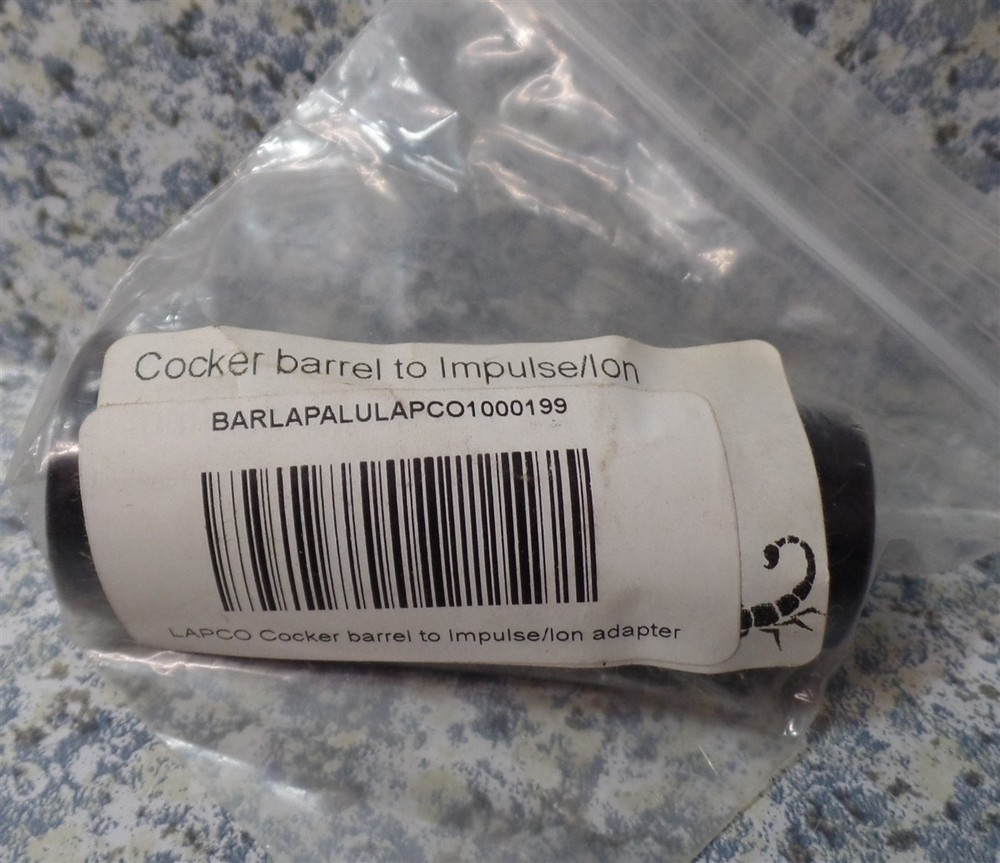 Cocker barrel to Impulse/Ion
BARLAPALULAPCO1000199
LAPCO Cocker barrel to Impulse/Ion adapter